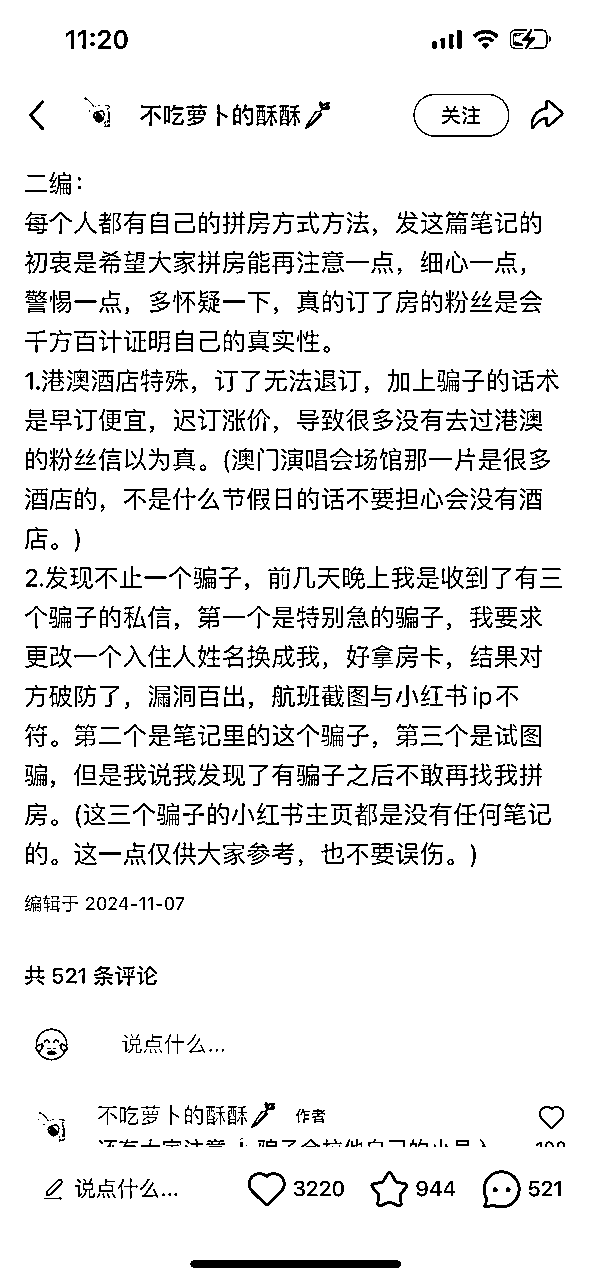 11:20
不吃萝卜的酥酥
关注
二编：
每个人都有自己的拼房方式方法，发这篇笔记的
初衷是希望大家拼房能再注意一点，细心一点，
警惕一点，多怀疑一下，真的订了房的粉丝是会
千方百计证明自己的真实性。
1.港澳酒店特殊，订了无法退订，加上骗子的话术
是早订便宜，迟订涨价，导致很多没有去过港澳
的粉丝信以为真。(澳门演唱会场馆那一片是很多
酒店的，不是什么节假日的话不要担心会没有酒
店。)
2.发现不止一个骗子，前几天晚上我是收到了有三
个骗子的私信，第一个是特别急的骗子，我要求
更改一个入住人姓名换成我，好拿房卡，结果对
方破防了，漏洞百出，航班截图与小红书ip不
符。第二个是笔记里的这个骗子，第三个是试图
骗，但是我说我发现了有骗子之后不敢再找我拼
房。(这三个骗子的小红书主页都是没有任何笔记
的。这一点仅供大家参考，也不要误伤。)
编辑于 2024-11-07
共 521 条评论
说点什么...
不吃萝卜的酥酥 作者
说点什么... 3220 944 521